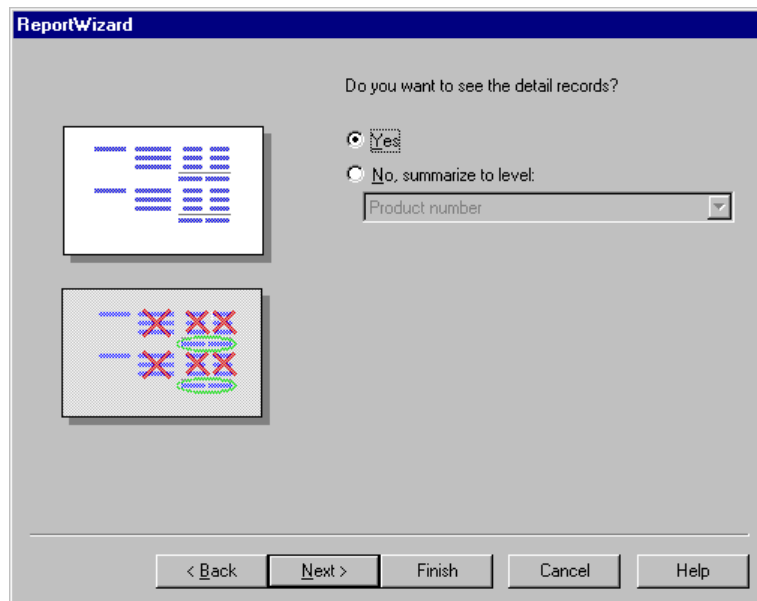 ReportWizard
Do you want to see the detail records?
Yes
No, summarize to level:
Product number
< Back
Next >
Finish
Cancel
Help